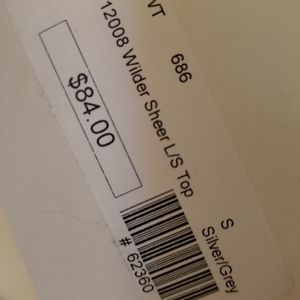 VT 686
12008 Wilder Sheer L/S Top
$84.00
S
Silver/Grey
# 62360